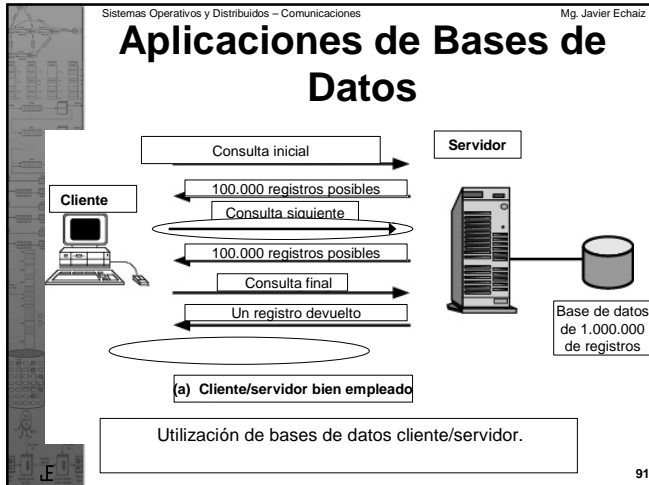 Sistemas Operativos y Distribuidos – Comunicaciones
Mg. Javier Echaiz
Aplicaciones de Bases de
Datos
Consulta inicial
Servidor
100.000 registros posibles
Cliente
Consulta siguiente
100.000 registros posibles
Consulta final
Un registro devuelto
Base de datos
de 1.000.000
de registros
(a) Cliente/servidor bien empleado
Utilización de bases de datos cliente/servidor.
JE
91